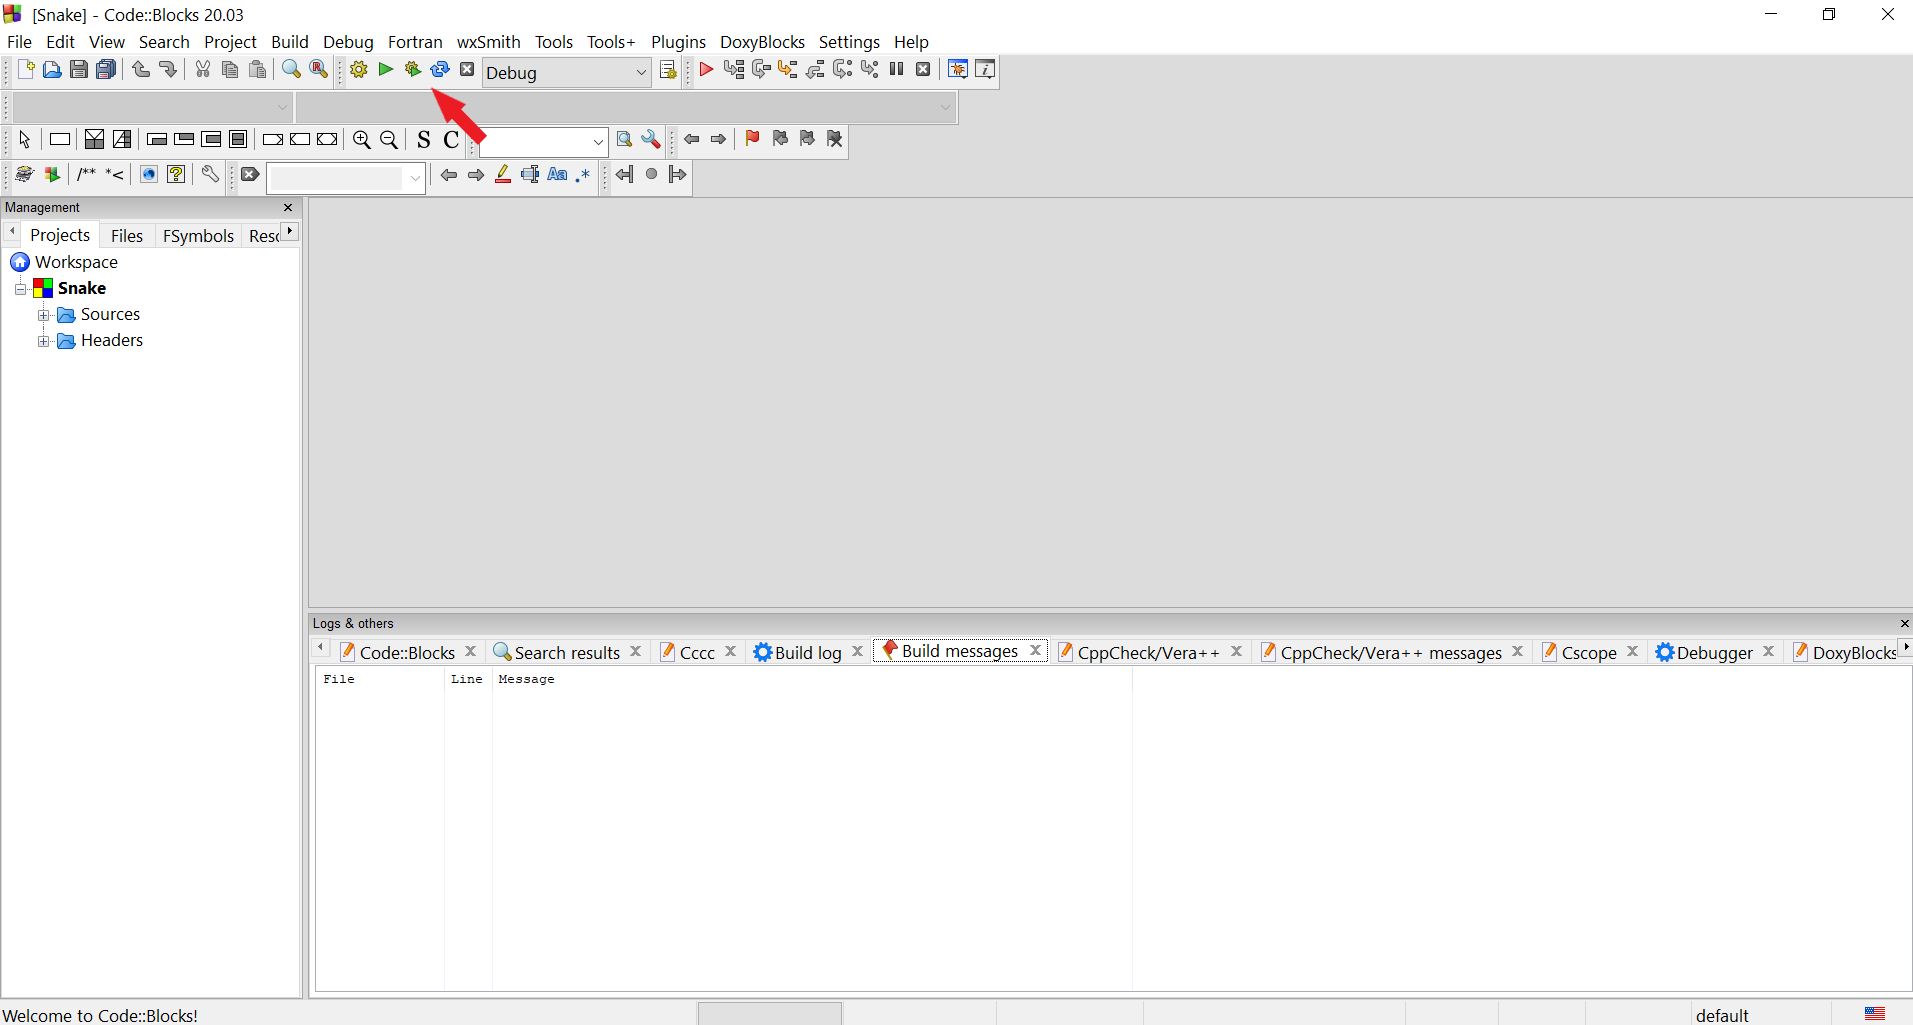 [Snake] - Code::Blocks 20.03
File Edit View Search Project Build Debug Fortran wxSmith Tools Tools+ Plugins DoxyBlocks Settings Help
Debug
S C
/** *< Aa .*
Management
Projects Files FSymbols Resc
Workspace
Snake
Sources
Headers
Logs & others
Code::Blocks Search results Cccc Build log Build messages CppCheck/Vera++ CppCheck/Vera++ messages Cscope Debugger DoxyBlocks
File Line Message
Welcome to Code::Blocks! default